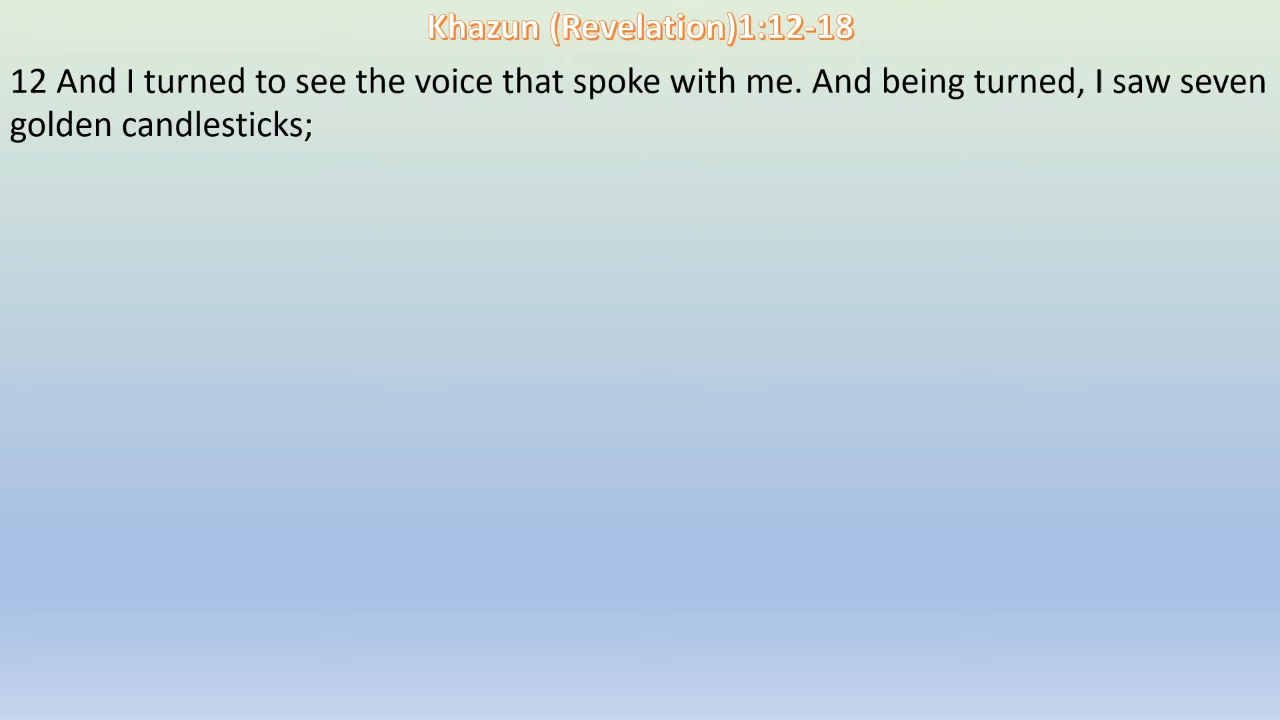 Khazun (Revelation)1:12-18
12 And I turned to see the voice that spoke with me. And being turned, I saw seven
golden candlesticks;